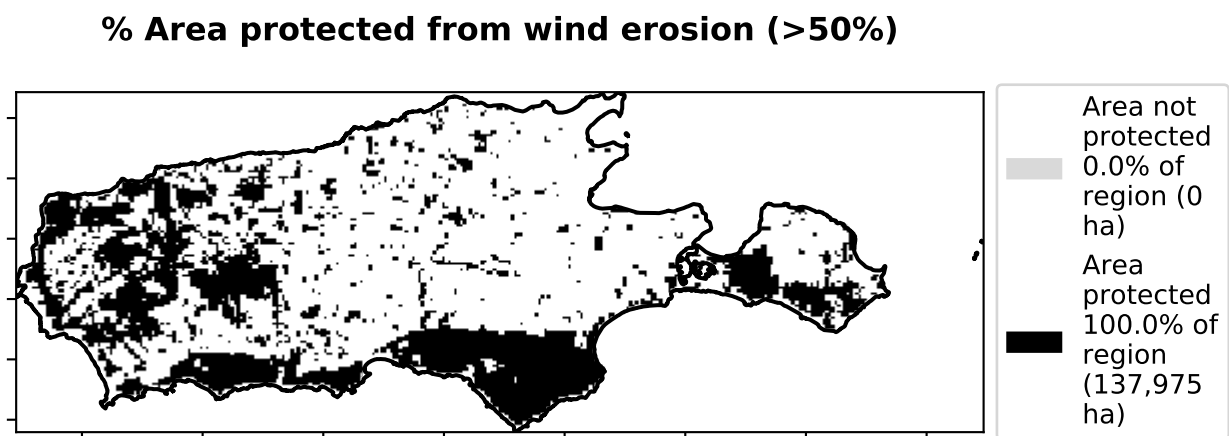 % Area protected from wind erosion (>50%)
Area not
protected
0.0% of
region (0
ha)
Area
protected
100.0% of
region
(137,975
ha)